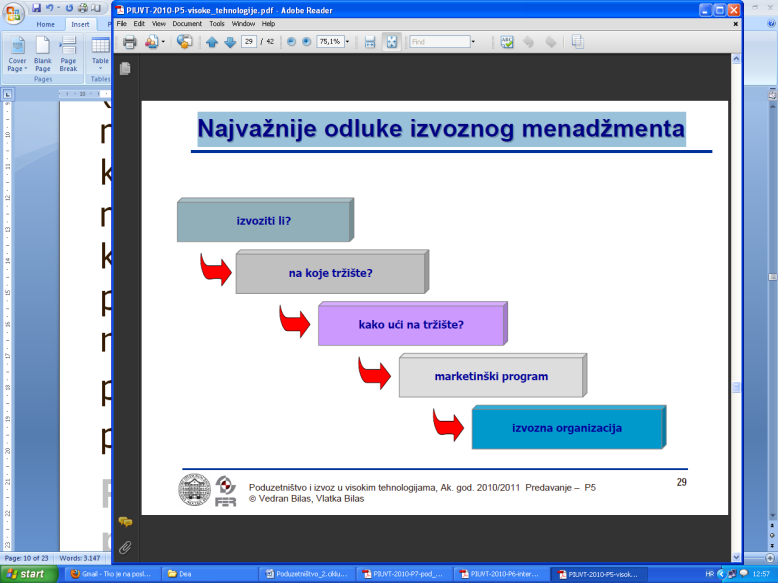 PIUVT-2010-P5-visoke_tehnologije.pdf - Adobe Reader
Home Insert P
File Edit View Document Tools Window Help
29 / 42 75,1% Find
Cover Page Blank Page Page Break Table
Pages Tables
Najvažnije odluke izvoznog menadžmenta
izvoziti li?
na koje tržište?
kako ući na tržište?
marketinški program
izvozna organizacija
Poduzetništvo i izvoz u visokim tehnologijama, Ak. god. 2010/2011 Predavanje – P5
© Vedran Bilas, Vlatka Bilas
29
FER
Page: 10 of 23 Words: 3.147
start Gmail - Tko je na posl... Dea Poduzetništvo_2.ciklu... PIUVT-2010-P7-pod_... PIUVT-2010-P6-inter... PIUVT-2010-P5-visok... HR 12:57